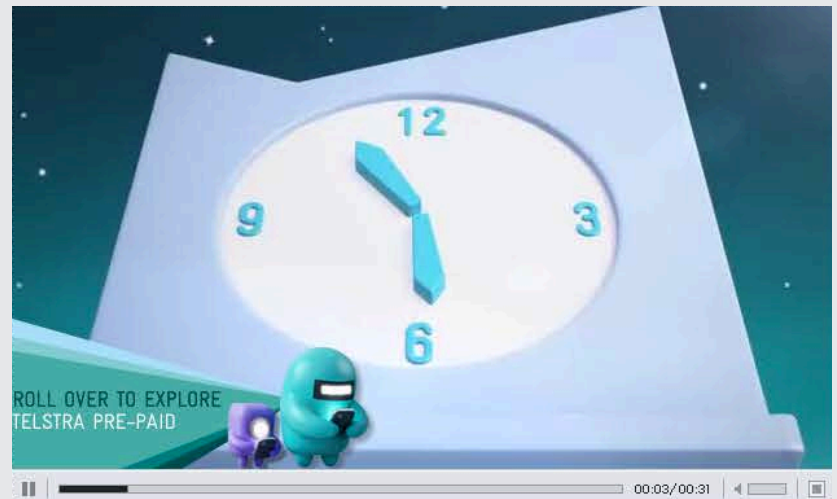 12
9
3
6
ROLL OVER TO EXPLORE
TELSTRA PRE-PAID
00:03/00:31